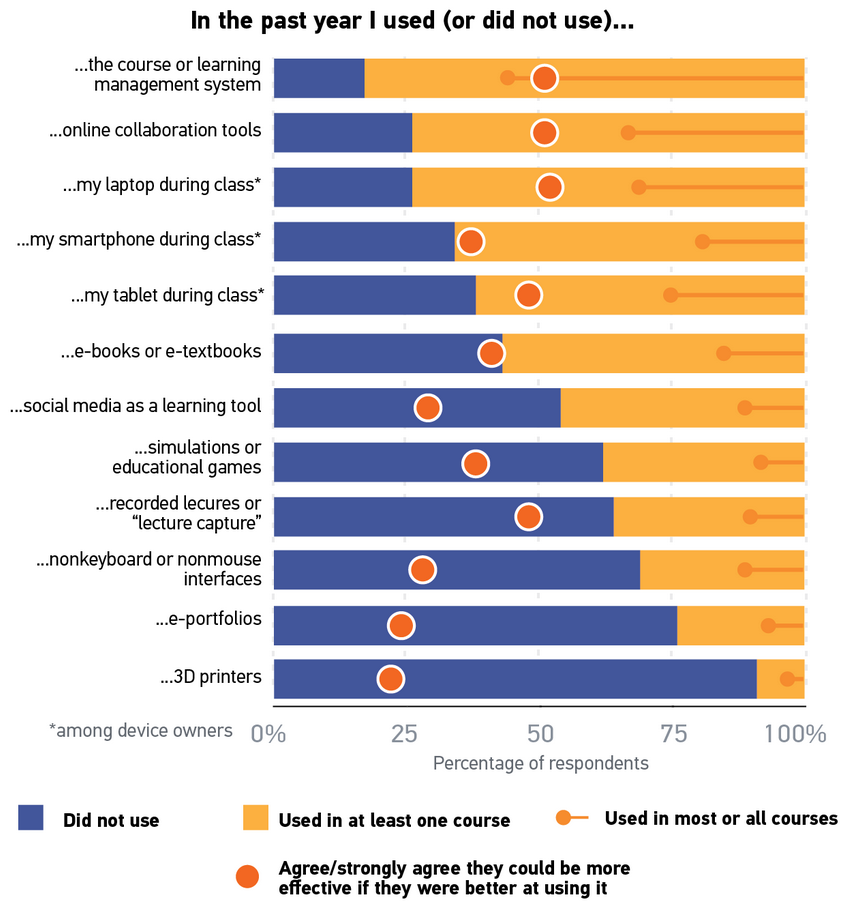 In the past year I used (or did not use)...
...the course or learning
management system
...online collaboration tools
...my laptop during class*
...my smartphone during class*
...my tablet during class*
...e-books or e-textbooks
...social media as a learning tool
...simulations or
educational games
...recorded lecures or
“lecture capture”
...nonkeyboard or nonmouse
interfaces
...e-portfolios
...3D printers
*among device owners
0% 25 50 75 100%
Percentage of respondents
Did not use
Used in at least one course
Used in most or all courses
Agree/strongly agree they could be more
effective if they were better at using it